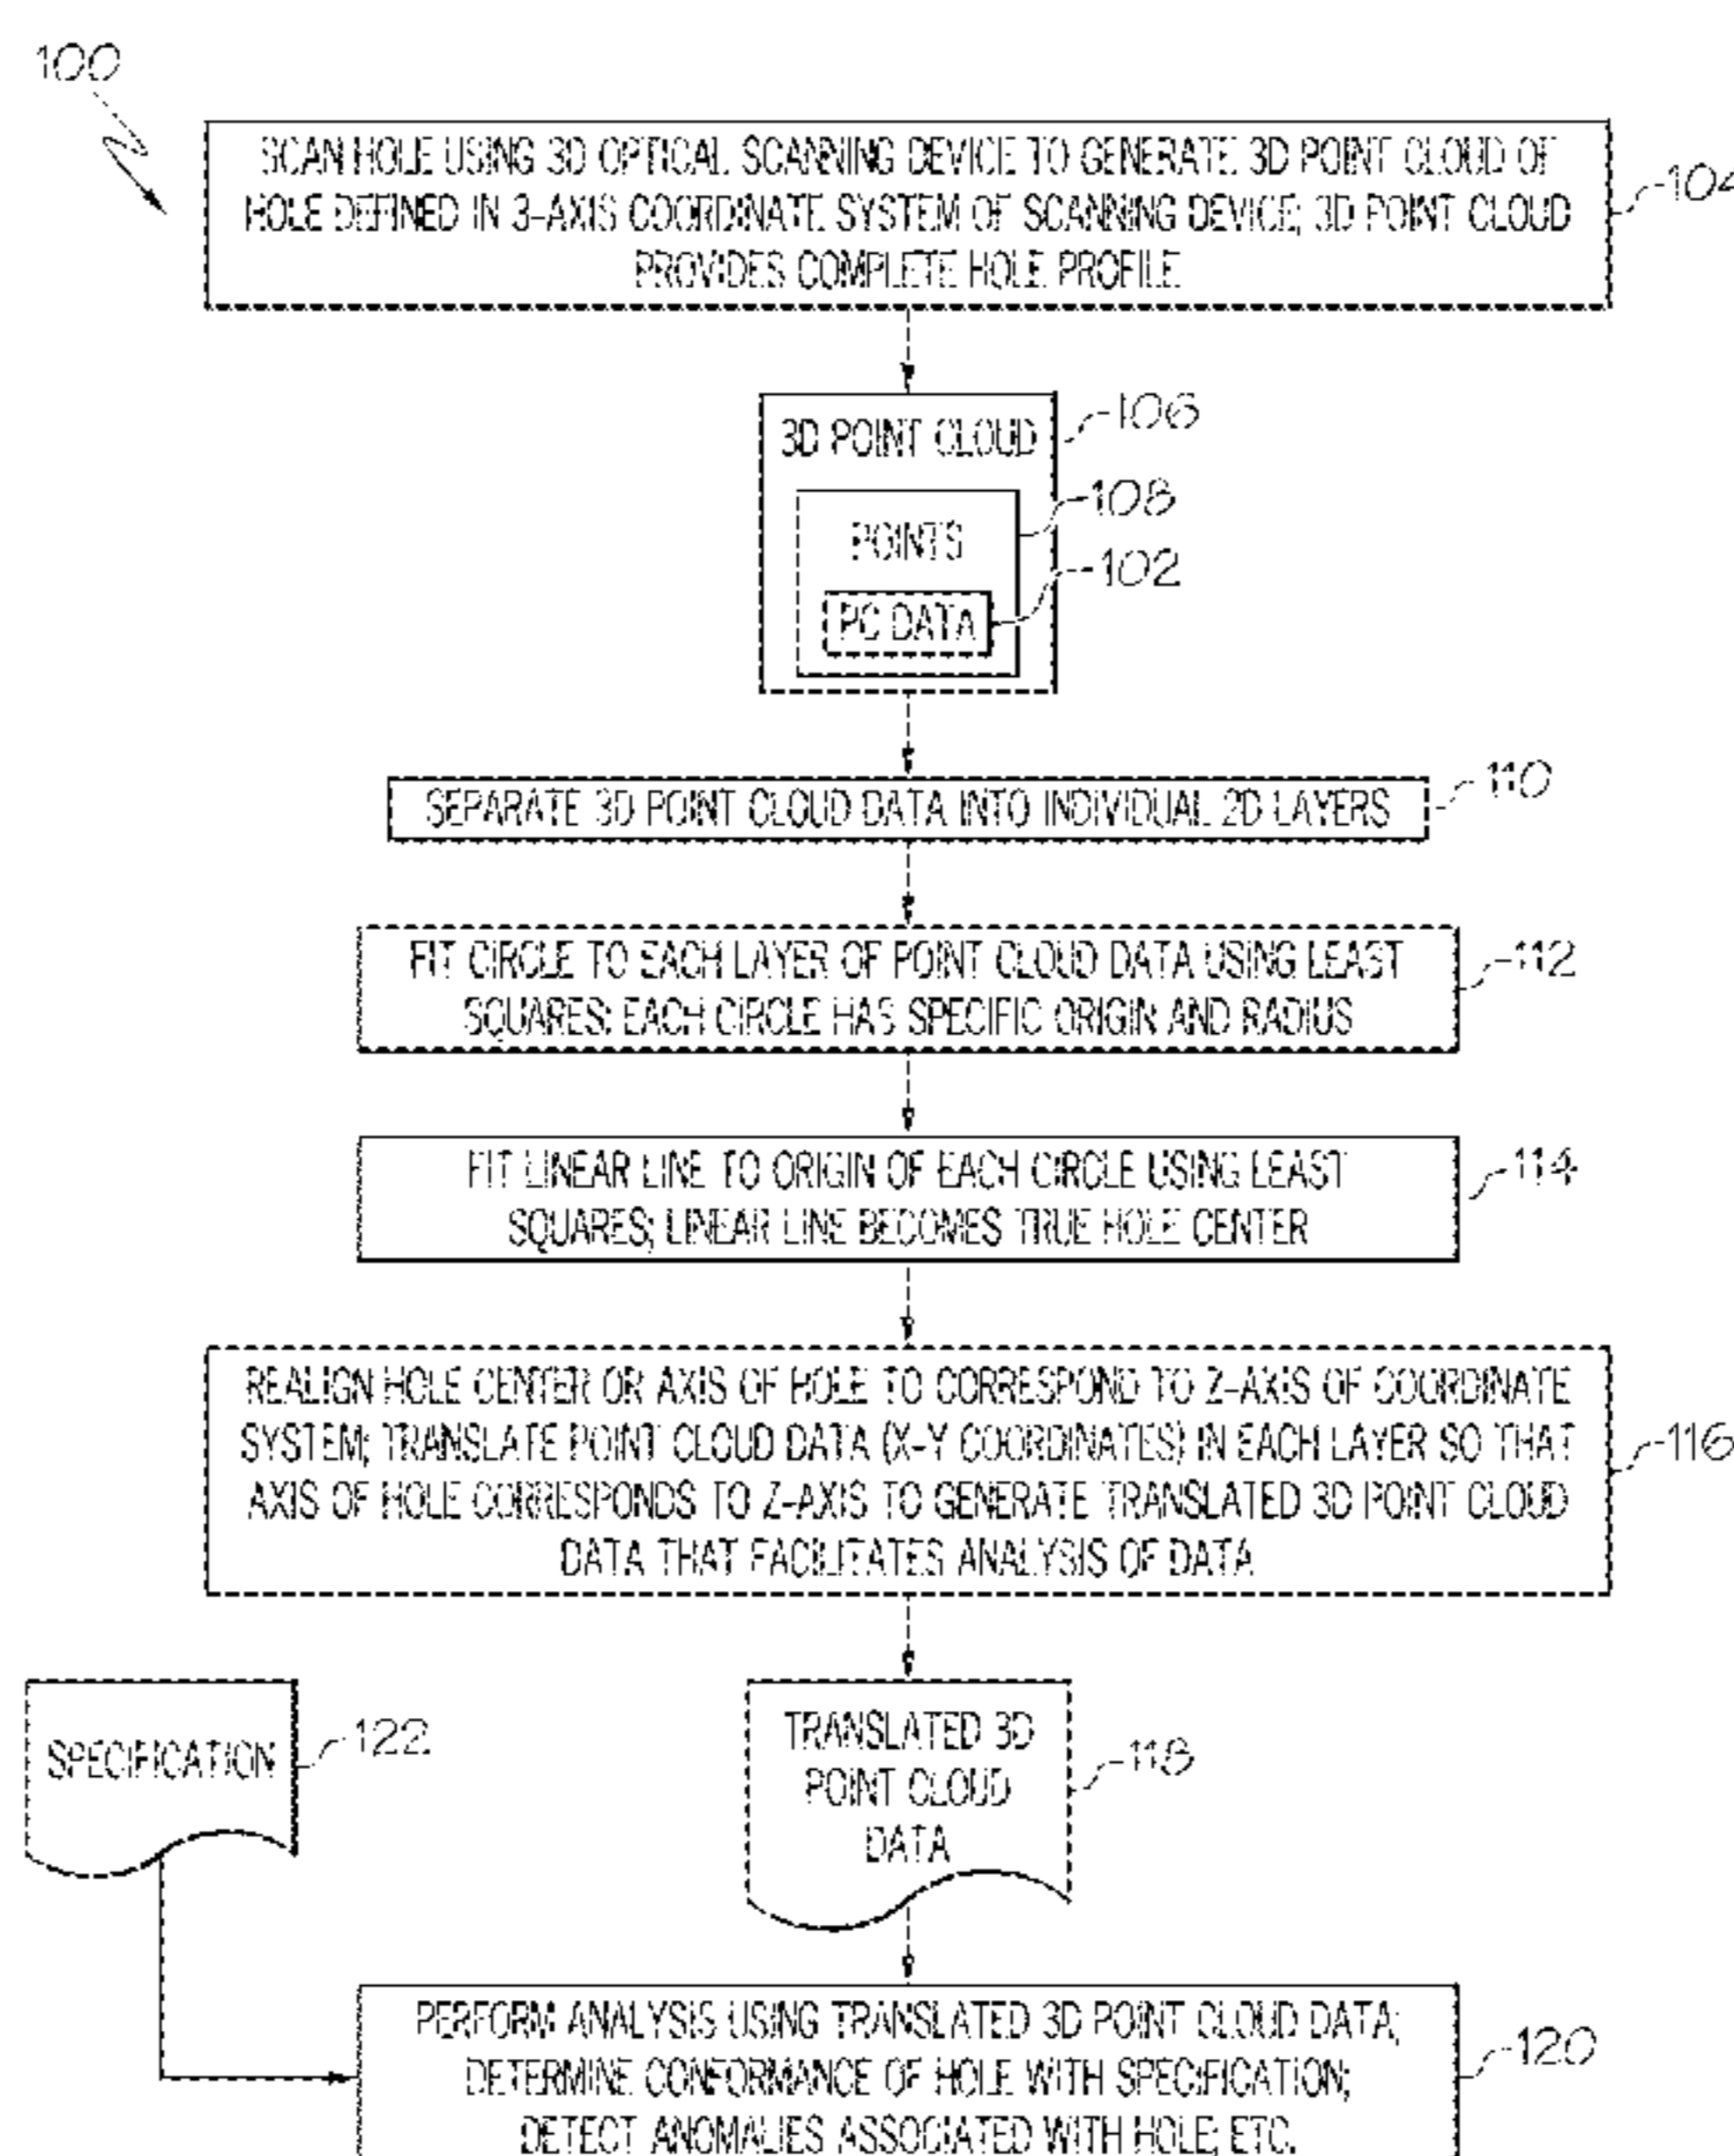 100
SCAN HOLE USING 3D OPTICAL SCANNING DEVICE TO GENERATE 3D POINT CLOUD OF
HOLE DEFINED IN 3-AXIS COORDINATE SYSTEM OF SCANNING DEVICE; 3D POINT CLOUD
PROVIDES COMPLETE HOLE PROFILE
104
3D POINT CLOUD
106
POINTS
108
PC DATA
102
SEPARATE 3D POINT CLOUD DATA INTO INDIVIDUAL 2D LAYERS
110
FIT CIRCLE TO EACH LAYER OF POINT CLOUD DATA USING LEAST
SQUARES; EACH CIRCLE HAS SPECIFIC ORIGIN AND RADIUS
112
FIT LINEAR LINE TO ORIGIN OF EACH CIRCLE USING LEAST
SQUARES; LINEAR LINE BECOMES TRUE HOLE CENTER
114
REALIGN HOLE CENTER OR AXIS OF HOLE TO CORRESPOND TO Z-AXIS OF COORDINATE
SYSTEM; TRANSLATE POINT CLOUD DATA (X-Y COORDINATES) IN EACH LAYER SO THAT
AXIS OF HOLE CORRESPONDS TO Z-AXIS TO GENERATE TRANSLATED 3D POINT CLOUD
DATA THAT FACILITATES ANALYSIS OF DATA
116
SPECIFICATION
122
TRANSLATED 3D
POINT CLOUD
DATA
118
PERFORM ANALYSIS USING TRANSLATED 3D POINT CLOUD DATA;
DETERMINE CONFORMANCE OF HOLE WITH SPECIFICATION;
DETECT ANOMALIES ASSOCIATED WITH HOLE; ETC.
120